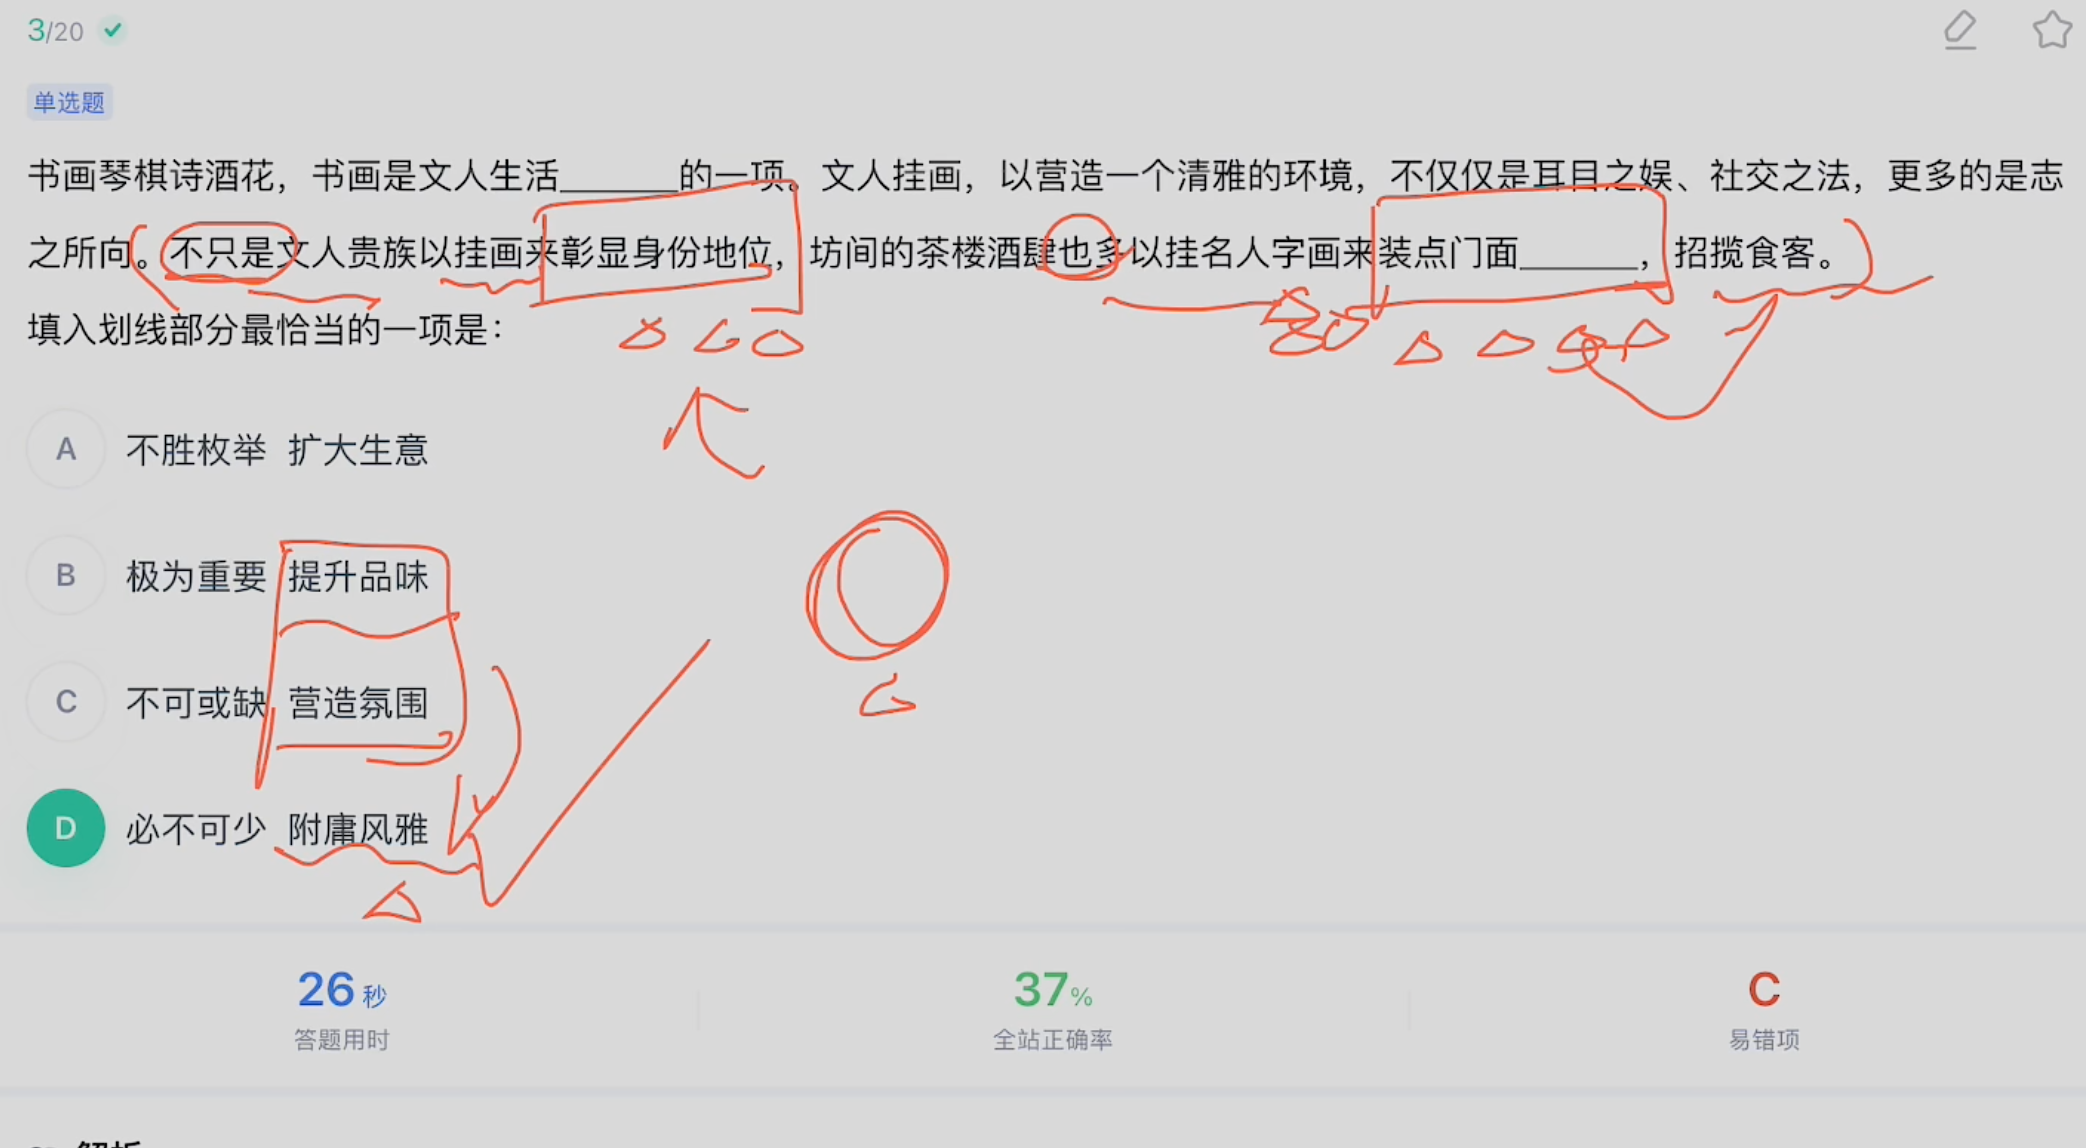 3/20
单选题
书画琴棋诗酒花，书画是文人生活______的一项。文人挂画，以营造一个清雅的环境，不仅仅是耳目之娱、社交之法，更多的是志
之所向。不只是文人贵族以挂画来彰显身份地位，坊间的茶楼酒肆也多以挂名人字画来装点门面______，招揽食客。
填入划线部分最恰当的一项是：
A 不胜枚举 扩大生意
B 极为重要 提升品味
C 不可或缺 营造氛围
D 必不可少 附庸风雅
26秒 37% C
答题用时 全站正确率 易错项
解析